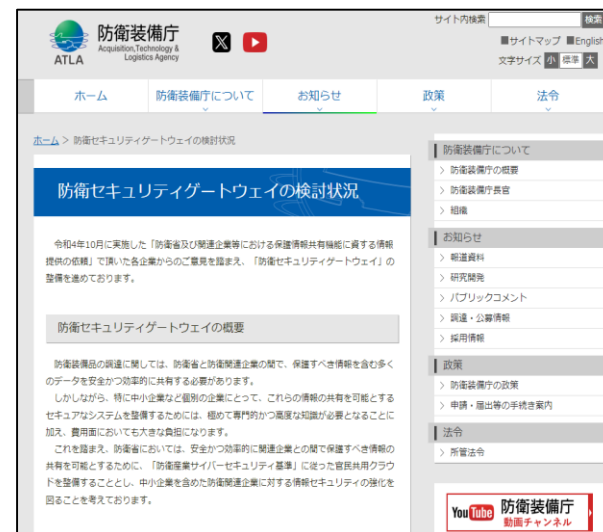 サイト内検索 検索
防衛装備庁
Acquisition,Technology &
Logistics Agency
ATLA
■サイトマップ ■English
文字サイズ 小 標準 大
ホーム 防衛装備庁について お知らせ 政策 法令
ホーム > 防衛セキュリティゲートウェイの検討状況
防衛セキュリティゲートウェイの検討状況
令和4年10月に実施した「防衛省及び関連企業等における保護情報共有機能に資する情報
提供の依頼」で頂いた各企業からのご意見を踏まえ、「防衛セキュリティゲートウェイ」の
整備を進めております。
防衛セキュリティゲートウェイの概要
防衛装備品の調達に関しては、防衛省と防衛関連企業の間で、保護すべき情報を含む多く
のデータを安全かつ効率的に共有する必要があります。
しかしながら、特に中小企業など個別の企業にとって、これらの情報の共有を可能とする
セキュアなシステムを整備するためには、極めて専門的かつ高度な知識が必要となることに
加え、費用面においても大きな負担になります。
これを踏まえ、防衛省においては、安全かつ効率的に関連企業との間で保護すべき情報の
共有を可能とするために、「防衛産業サイバーセキュリティ基準」に従った官民共用クラウ
ドを整備することとし、中小企業を含めた防衛関連企業に対する情報セキュリティの強化を
図ることを考えております。
防衛装備庁について
> 防衛装備庁の概要
> 防衛装備庁長官
> 組織
お知らせ
> 報道資料
> 研究開発
> パブリックコメント
> 調達・公募情報
> 採用情報
政策
> 防衛装備庁の政策
> 申請・届出等の手続き案内
法令
> 所管法令
YouTube 防衛装備庁
動画チャンネル